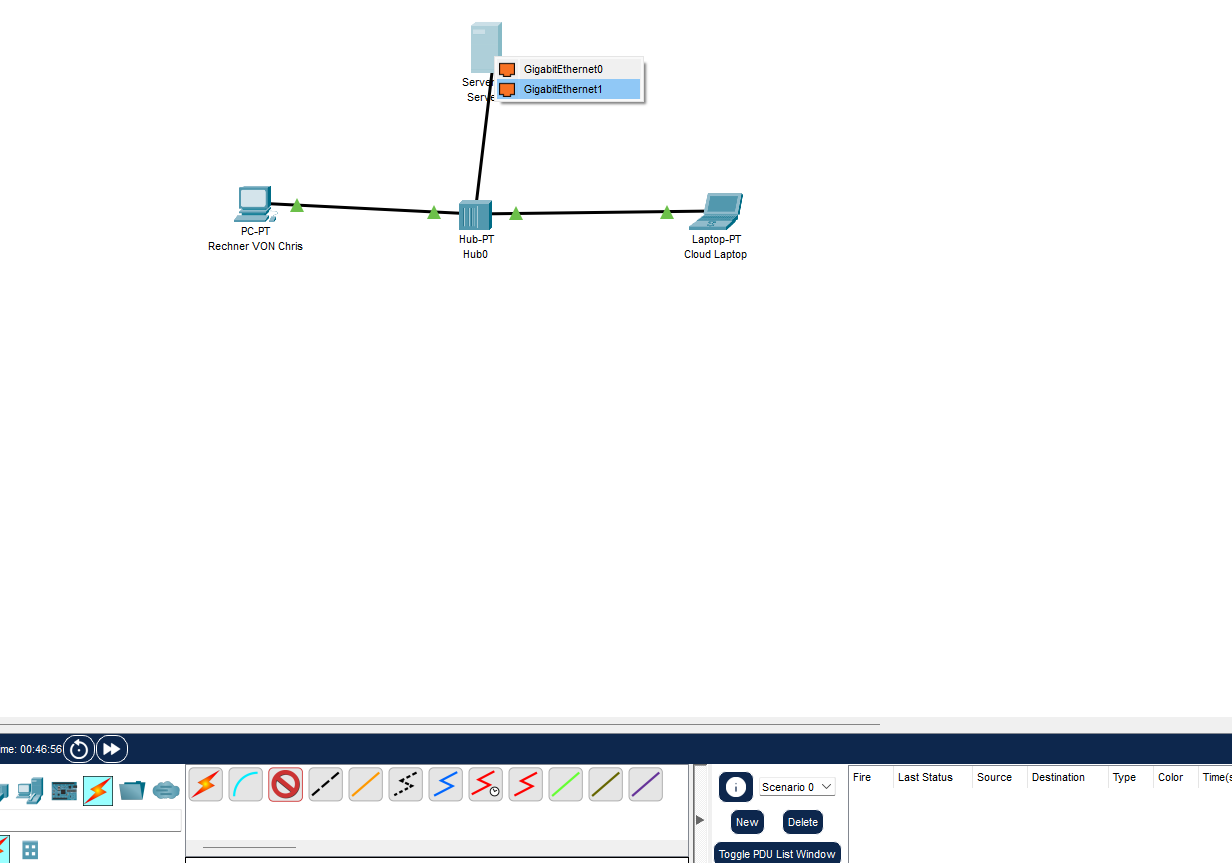 GigabitEthernet0
GigabitEthernet1
Server
Serve
PC-PT
Rechner VON Chris
Hub-PT
Hub0
Laptop-PT
Cloud Laptop
me: 00:46:56
Scenario 0
New
Delete
Toggle PDU List Window
Fire
Last Status
Source
Destination
Type
Color
Time(s